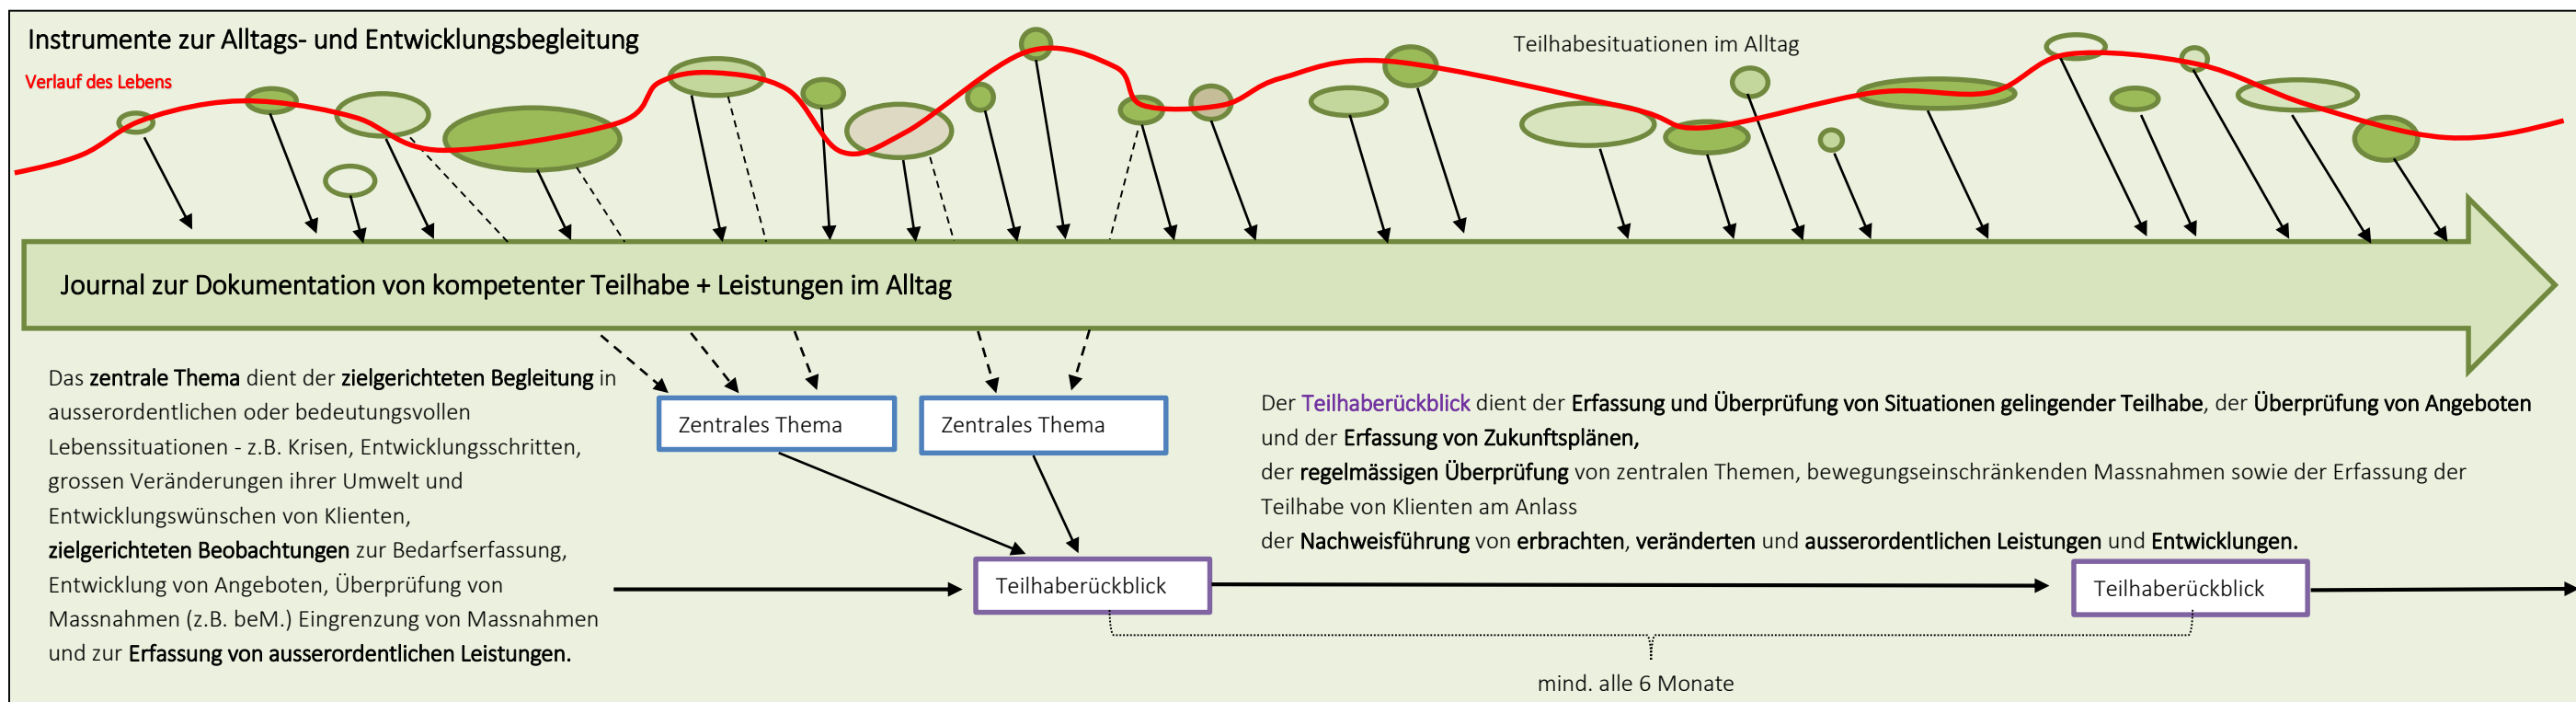 Instrumente zur Alltags- und Entwicklungsbegleitung
Teilhabesituationen im Alltag
Verlauf des Lebens
Journal zur Dokumentation von kompetenter Teilhabe + Leistungen im Alltag
Das zentrale Thema dient der zielgerichteten Begleitung in
ausserordentlichen oder bedeutungsvollen
Lebenssituationen - z.B. Krisen, Entwicklungsschritten,
grossen Veränderungen ihrer Umwelt und
Entwicklungswünschen von Klienten,
zielgerichteten Beobachtungen zur Bedarfserfassung,
Entwicklung von Angeboten, Überprüfung von
Massnahmen (z.B. beM.) Eingrenzung von Massnahmen
und zur Erfassung von ausserordentlichen Leistungen.
Zentrales Thema
Zentrales Thema
Der Teilhaberückblick dient der Erfassung und Überprüfung von Situationen gelingender Teilhabe, der Überprüfung von Angeboten
und der Erfassung von Zukunftsplänen,
der regelmässigen Überprüfung von zentralen Themen, bewegungseinschränkenden Massnahmen sowie der Erfassung der
Teilhabe von Klienten am Anlass
der Nachweisführung von erbrachten, veränderten und ausserordentlichen Leistungen und Entwicklungen.
Teilhaberückblick
Teilhaberückblick
mind. alle 6 Monate